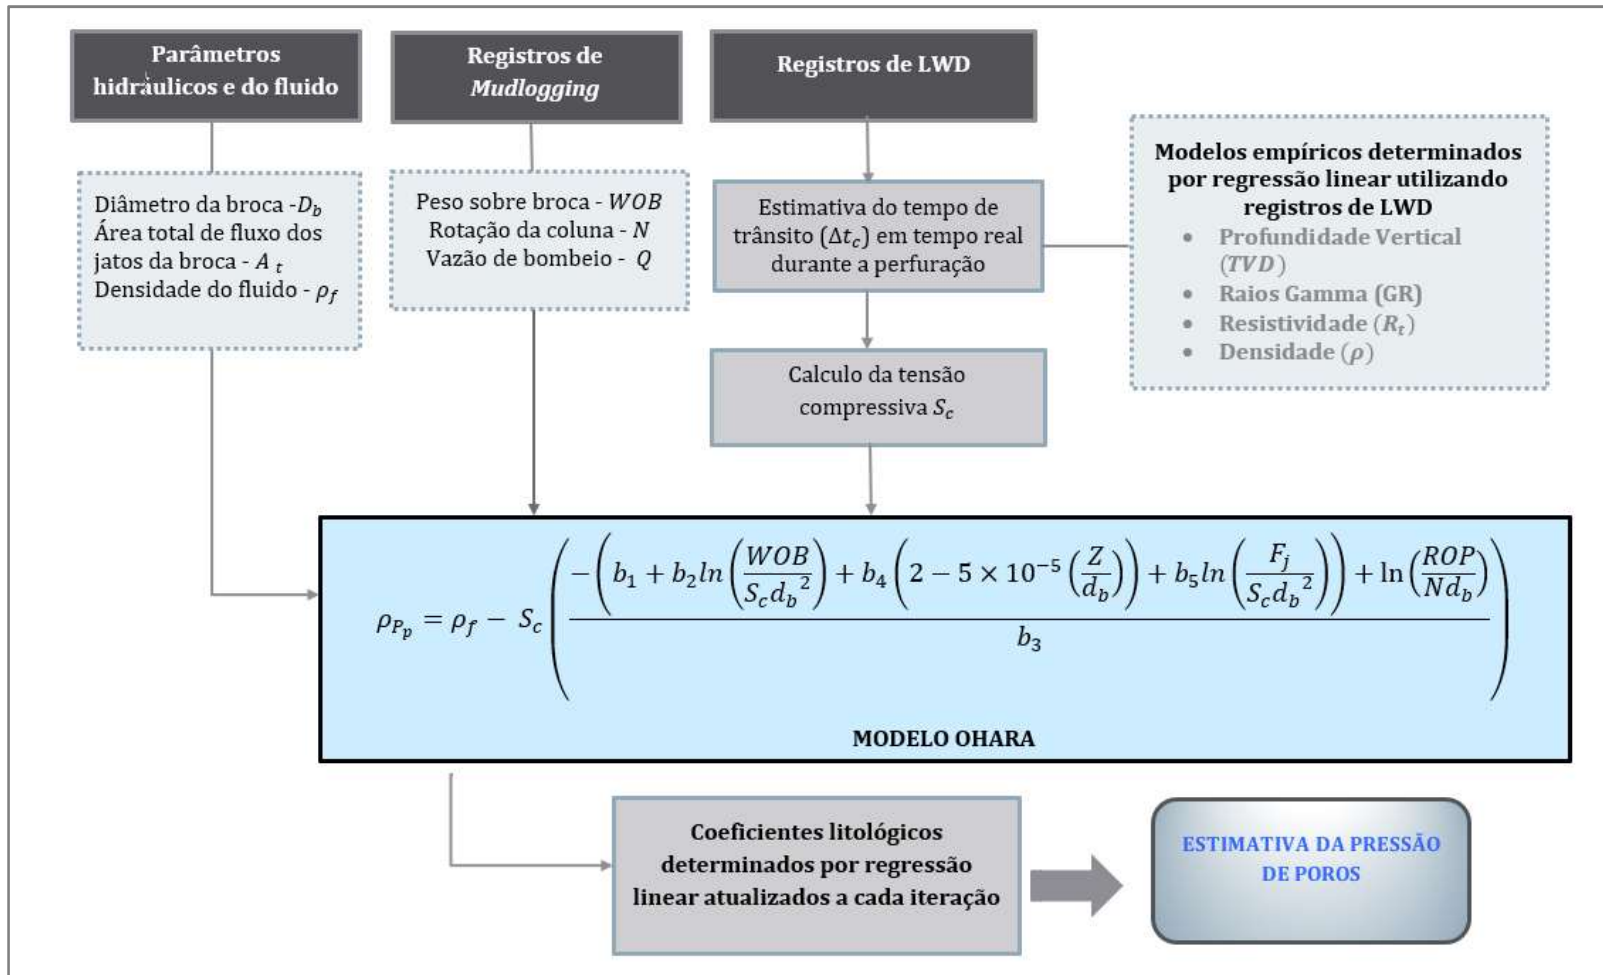 Parâmetros
hidráulicos e do fluido
Registros de
Mudlogging
Registros de LWD
Diâmetro da broca -D_b
Área total de fluxo dos
jatos da broca - A_t
Densidade do fluido - ρ_f
Peso sobre broca - WOB
Rotação da coluna - N
Vazão de bombeio - Q
Estimativa do tempo de
trânsito (Δt_c) em tempo real
durante a perfuração
Modelos empíricos determinados
por regressão linear utilizando
registros de LWD
• Profundidade Vertical
(TVD)
• Raios Gamma (GR)
• Resistividade (R_t)
• Densidade (ρ)
Calculo da tensão
compressiva S_c
ρ_{P_p} = ρ_f − S_c ( ( −( b_1 + b_2 ln( WOB / (S_c d_b^2) ) + b_4 ( 2 − 5 × 10^{−5} ( Z / d_b ) ) + b_5 ln( F_j / (S_c d_b^2) ) ) + ln( ROP / (N d_b) ) ) / b_3 )
MODELO OHARA
Coeficientes litológicos
determinados por regressão
linear atualizados a cada iteração
ESTIMATIVA DA PRESSÃO
DE POROS